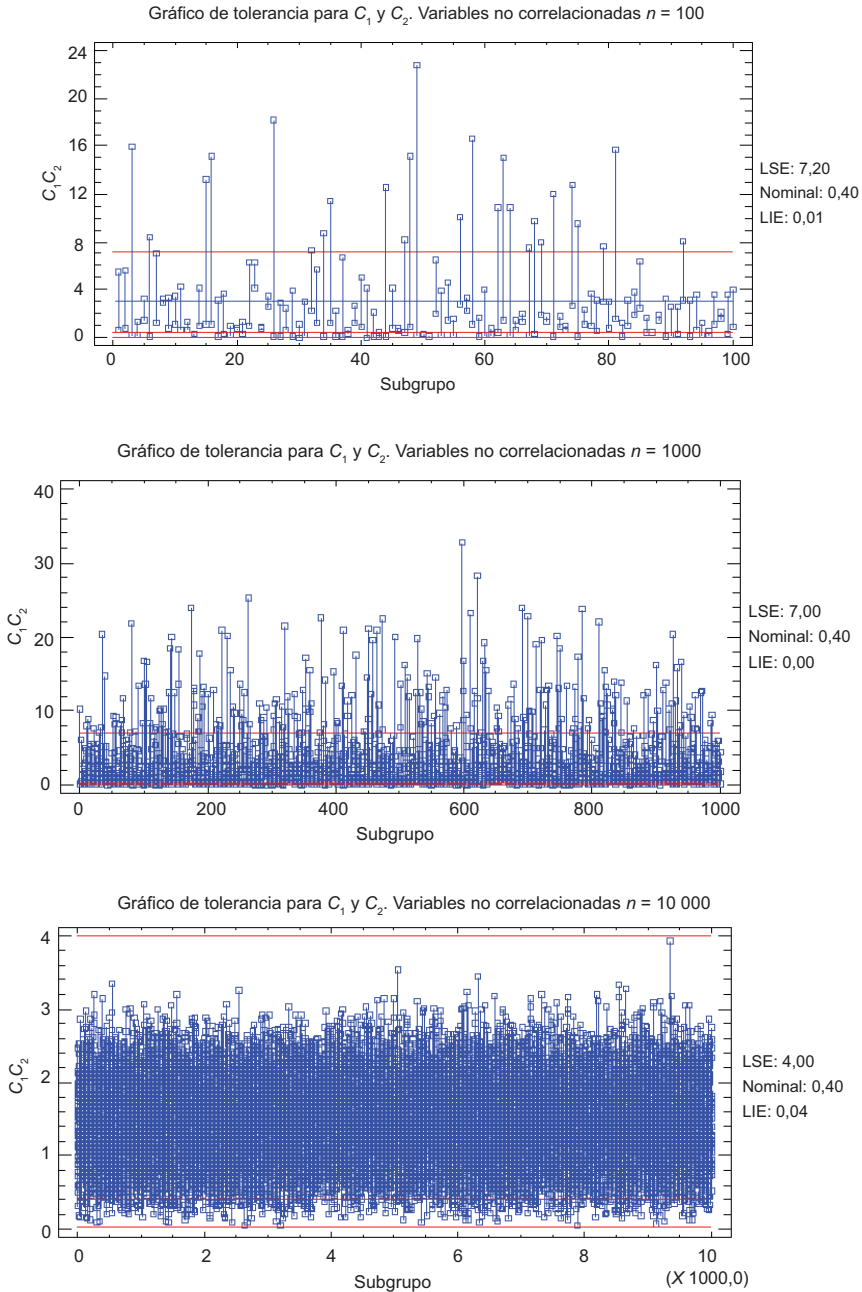 Gráfico de tolerancia para C₁ y C₂. Variables no correlacionadas n = 100
24
20
16
12
8
4
0
C₁C₂
0 20 40 60 80 100
Subgrupo
LSE: 7,20
Nominal: 0,40
LIE: 0,01
Gráfico de tolerancia para C₁ y C₂. Variables no correlacionadas n = 1000
40
30
20
10
0
C₁C₂
0 200 400 600 800 1000
Subgrupo
LSE: 7,00
Nominal: 0,40
LIE: 0,00
Gráfico de tolerancia para C₁ y C₂. Variables no correlacionadas n = 10 000
4
3
2
1
0
C₁C₂
0 2 4 6 8 10
Subgrupo
(X 1000,0)
LSE: 4,00
Nominal: 0,40
LIE: 0,04